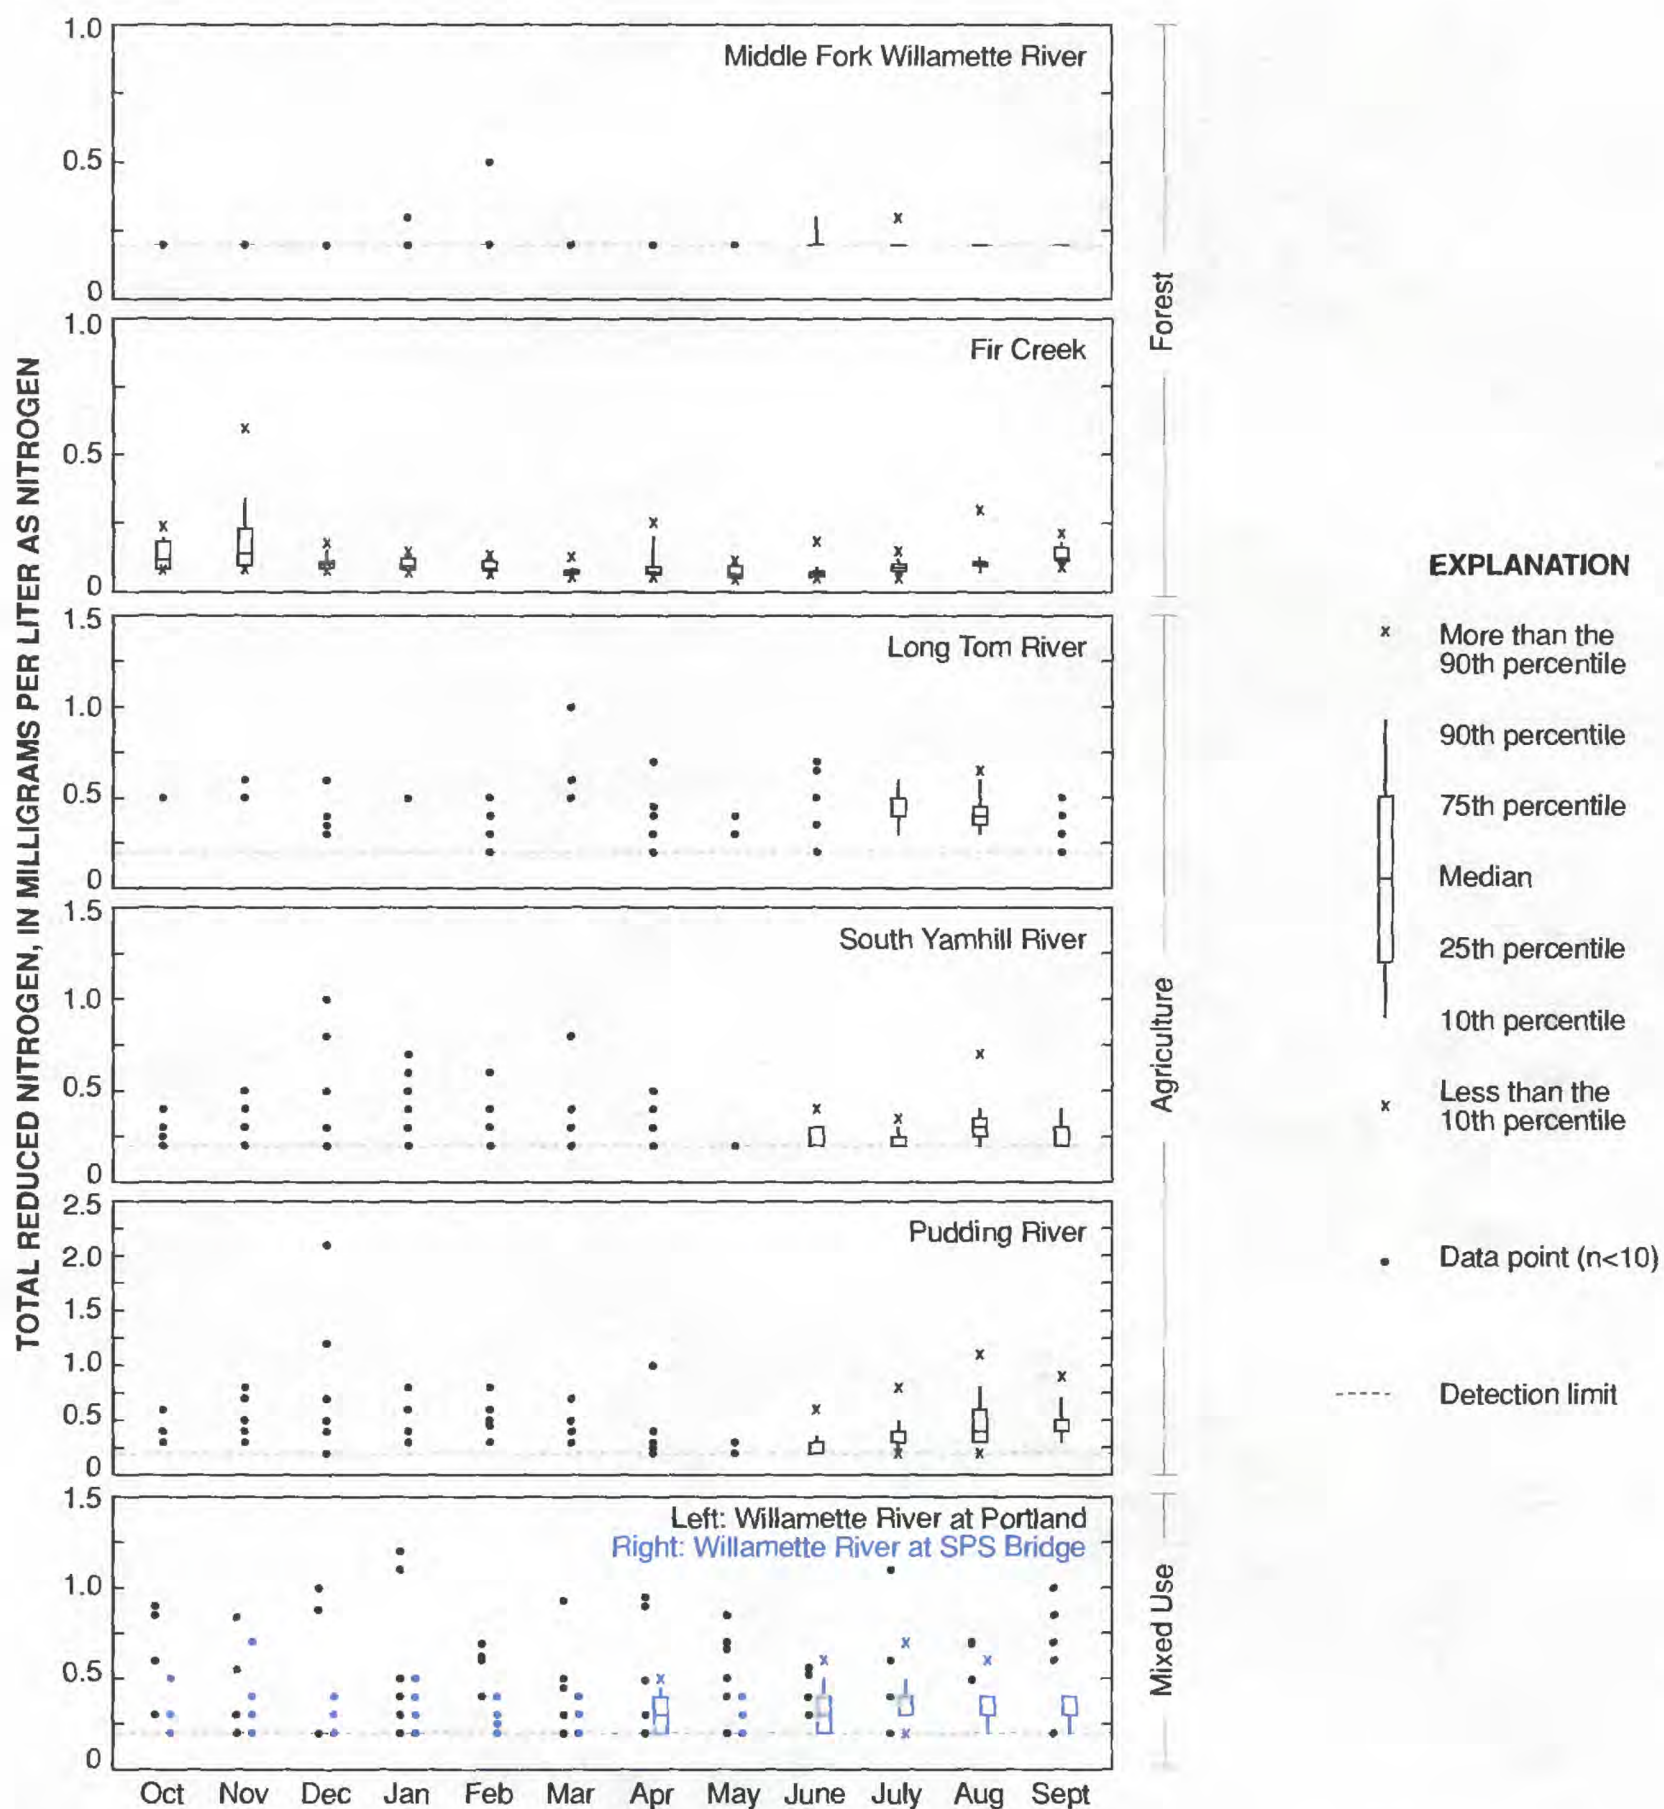 TOTAL REDUCED NITROGEN, IN MILLIGRAMS PER LITER AS NITROGEN
1.0
0.5
0
Middle Fork Willamette River
1.0
0.5
0
Fir Creek
Forest
1.5
1.0
0.5
0
Long Tom River
1.5
1.0
0.5
0
South Yamhill River
Agriculture
2.5
2.0
1.5
1.0
0.5
0
Pudding River
1.5
1.0
0.5
0
Left: Willamette River at Portland
Right: Willamette River at SPS Bridge
Mixed Use
Oct Nov Dec Jan Feb Mar Apr May June July Aug Sept
EXPLANATION
x More than the
90th percentile
90th percentile
75th percentile
Median
25th percentile
10th percentile
x Less than the
10th percentile
Data point (n<10)
Detection limit